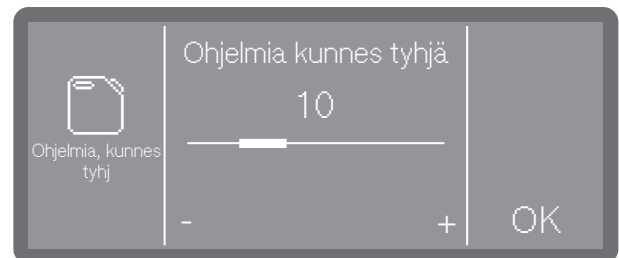 Ohjelmia, kunnes
tyhj
Ohjelmia kunnes tyhjä
10
- +
OK